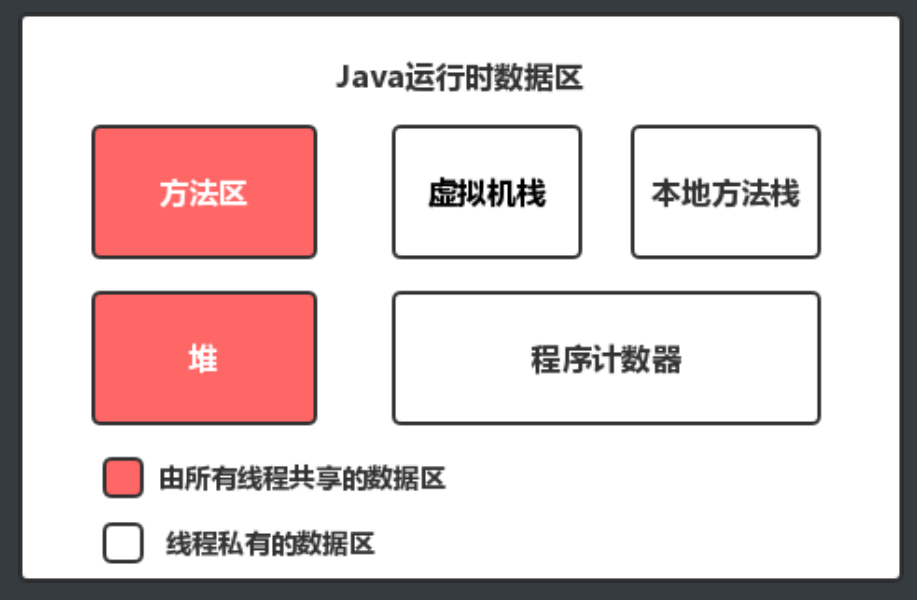 Java运行时数据区
方法区
虚拟机栈
本地方法栈
堆
程序计数器
由所有线程共享的数据区
线程私有的数据区